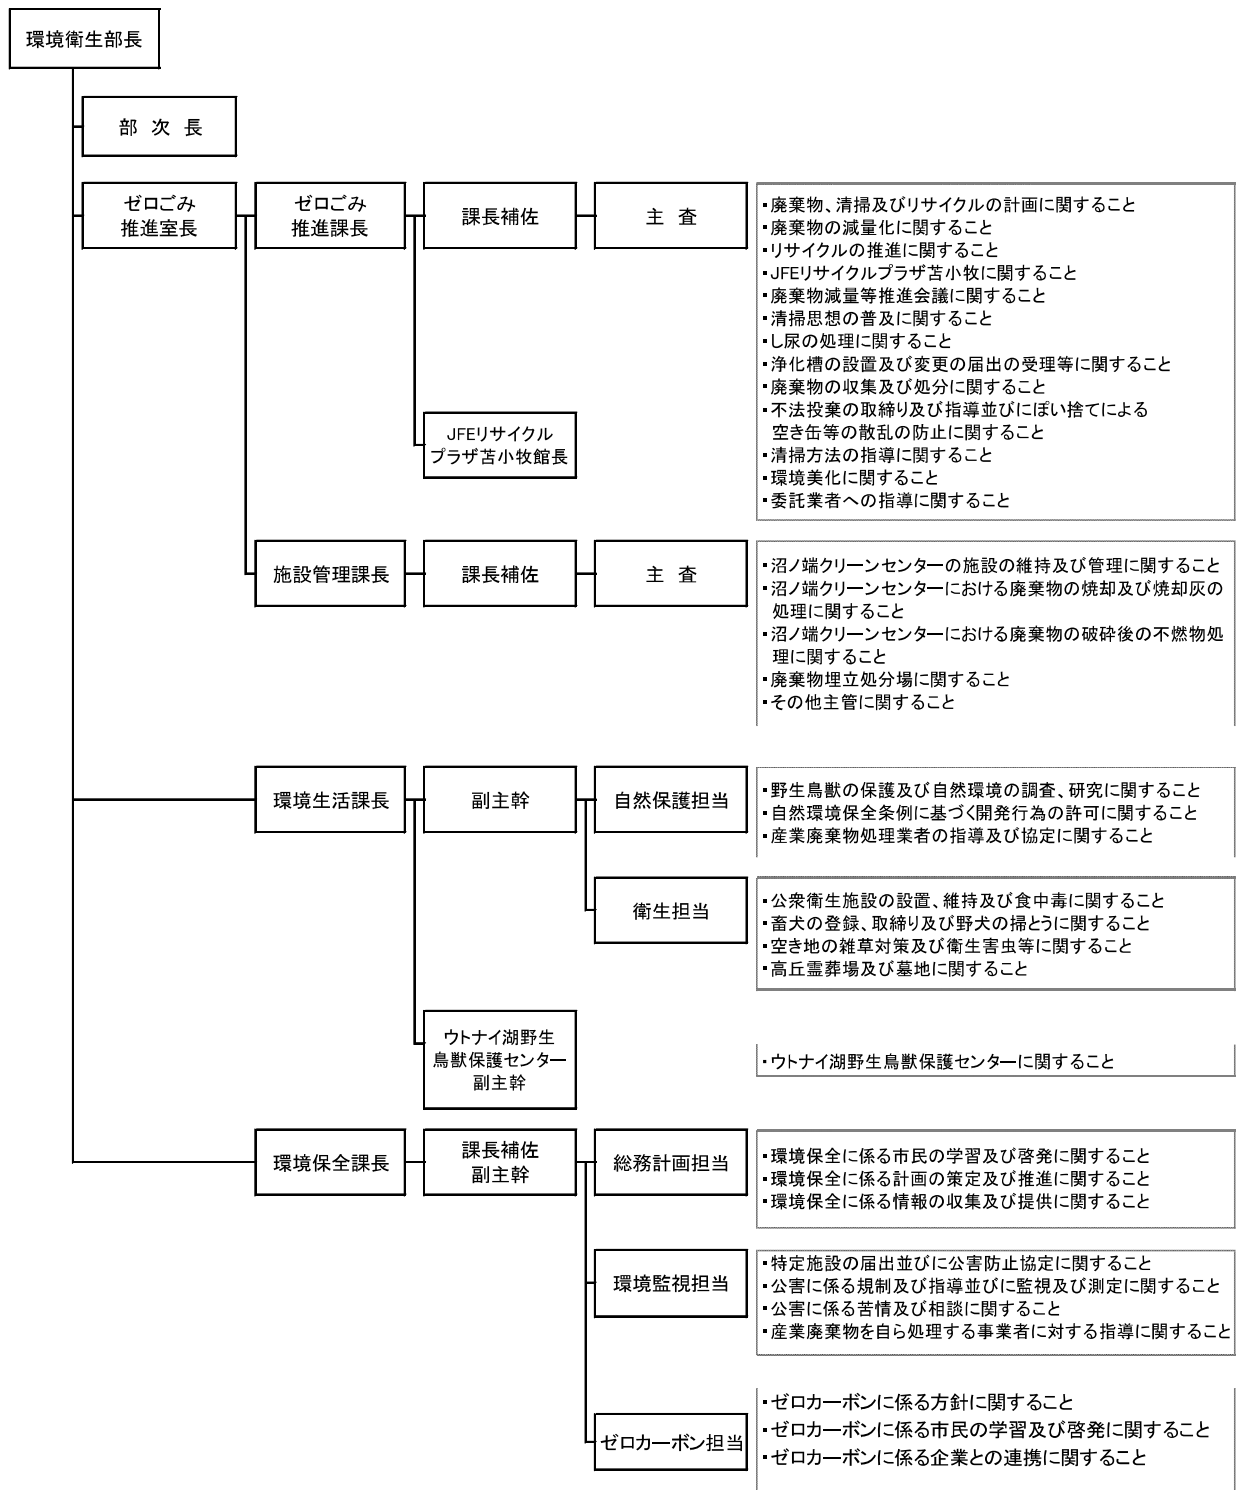 環境衛生部長
部 次 長
ゼロごみ
推進室長
ゼロごみ
推進課長
課長補佐
主 査
・廃棄物、清掃及びリサイクルの計画に関すること
・廃棄物の減量化に関すること
・リサイクルの推進に関すること
・JFEリサイクルプラザ苫小牧に関すること
・廃棄物減量等推進会議に関すること
・清掃思想の普及に関すること
・し尿の処理に関すること
・浄化槽の設置及び変更の届出の受理等に関すること
・廃棄物の収集及び処分に関すること
・不法投棄の取締り及び指導並びにぽい捨てによる
空き缶等の散乱の防止に関すること
・清掃方法の指導に関すること
・環境美化に関すること
・委託業者への指導に関すること
JFEリサイクル
プラザ苫小牧館長
施設管理課長
課長補佐
主 査
・沼ノ端クリーンセンターの施設の維持及び管理に関すること
・沼ノ端クリーンセンターにおける廃棄物の焼却及び焼却灰の
処理に関すること
・沼ノ端クリーンセンターにおける廃棄物の破砕後の不燃物処
理に関すること
・廃棄物埋立処分場に関すること
・その他主管に関すること
環境生活課長
副主幹
自然保護担当
・野生鳥獣の保護及び自然環境の調査、研究に関すること
・自然環境保全条例に基づく開発行為の許可に関すること
・産業廃棄物処理業者の指導及び協定に関すること
衛生担当
・公衆衛生施設の設置、維持及び食中毒に関すること
・畜犬の登録、取締り及び野犬の掃とうに関すること
・空き地の雑草対策及び衛生害虫等に関すること
・高丘霊葬場及び墓地に関すること
ウトナイ湖野生
鳥獣保護センター
副主幹
・ウトナイ湖野生鳥獣保護センターに関すること
環境保全課長
課長補佐
副主幹
総務計画担当
・環境保全に係る市民の学習及び啓発に関すること
・環境保全に係る計画の策定及び推進に関すること
・環境保全に係る情報の収集及び提供に関すること
環境監視担当
・特定施設の届出並びに公害防止協定に関すること
・公害に係る規制及び指導並びに監視及び測定に関すること
・公害に係る苦情及び相談に関すること
・産業廃棄物を自ら処理する事業者に対する指導に関すること
ゼロカーボン担当
・ゼロカーボンに係る方針に関すること
・ゼロカーボンに係る市民の学習及び啓発に関すること
・ゼロカーボンに係る企業との連携に関すること